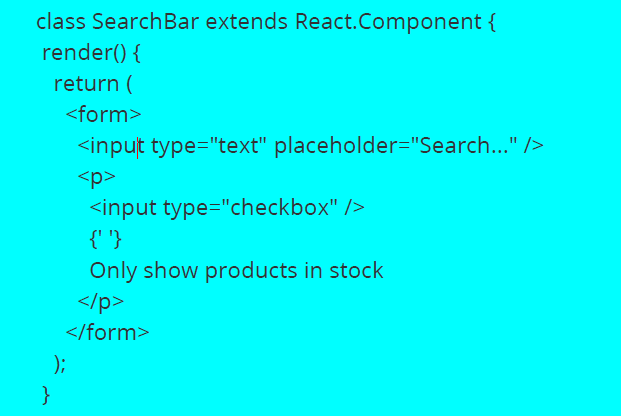 class SearchBar extends React.Component {
render() {
return (
<form>
<input type="text" placeholder="Search..." />
<p>
<input type="checkbox" />
{' '}
Only show products in stock
</p>
</form>
);
}